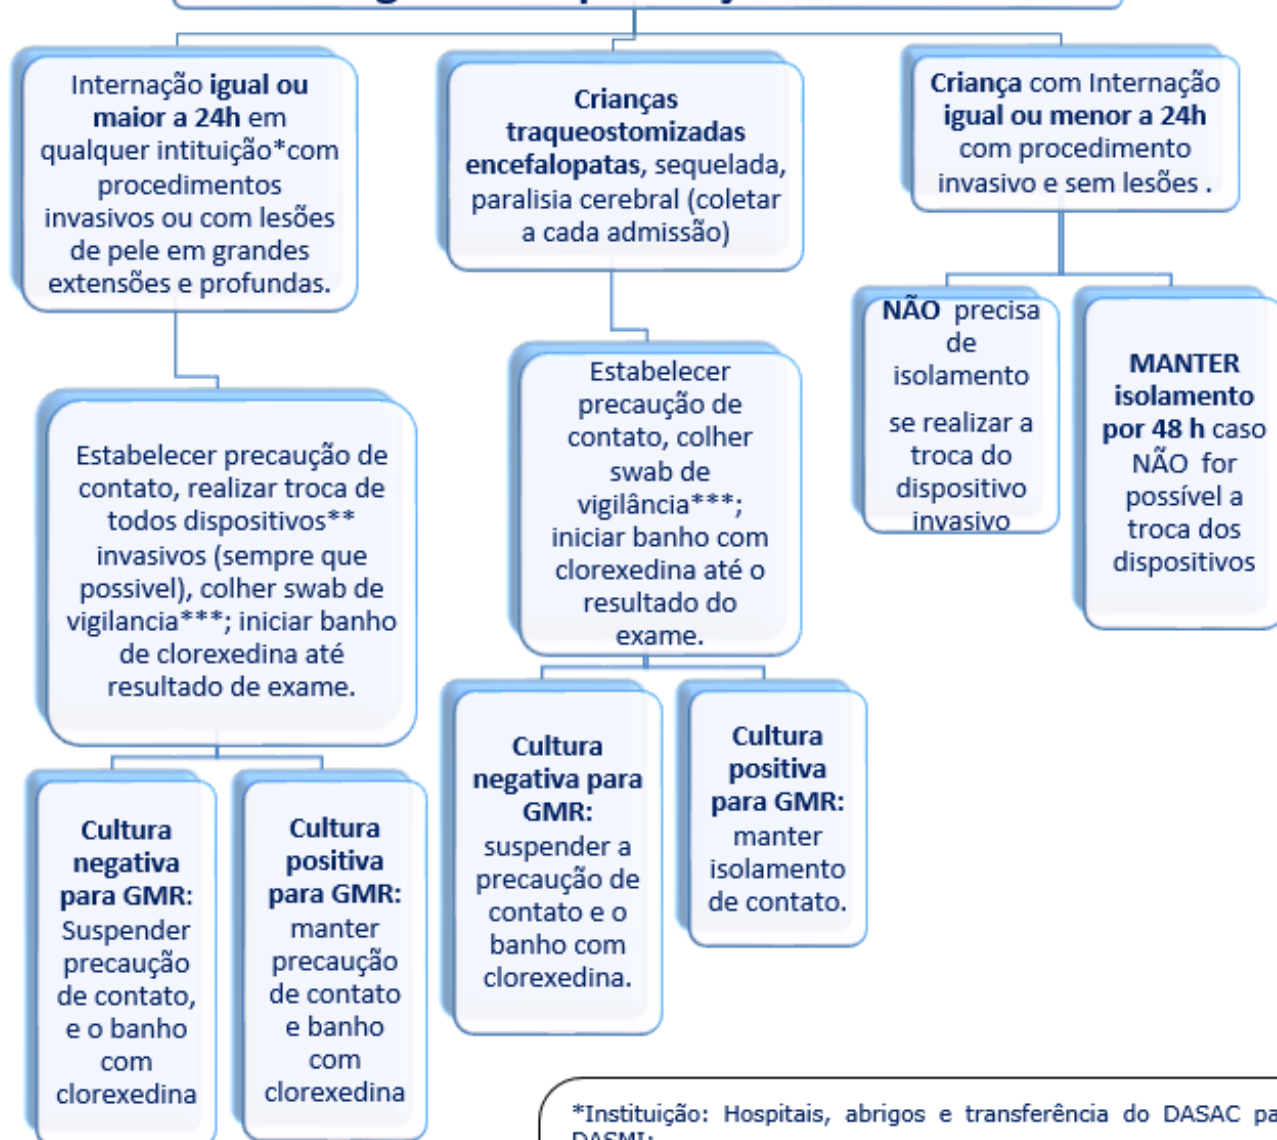 Internação igual ou
maior a 24h em
qualquer intituição*com
procedimentos
invasivos ou com lesões
de pele em grandes
extensões e profundas.
Crianças
traqueostomizadas
encefalopatas, sequelada,
paralisia cerebral (coletar
a cada admissão)
Criança com Internação
igual ou menor a 24h
com procedimento
invasivo e sem lesões .
Estabelecer precaução de
contato, realizar troca de
todos dispositivos**
invasivos (sempre que
possivel), colher swab de
vigilancia***; iniciar banho
de clorexedina até
resultado de exame.
Estabelecer
precaução de
contato, colher
swab de
vigilância***;
iniciar banho com
clorexedina até o
resultado do
exame.
NÃO precisa
de
isolamento
se realizar a
troca do
dispositivo
invasivo
MANTER
isolamento
por 48 h caso
NÃO for
possível a
troca dos
dispositivos
Cultura
negativa
para GMR:
Suspender
precaução
de contato,
e o banho
com
clorexedina
Cultura
positiva
para GMR:
manter
precaução
de contato
e banho
com
clorexedina
Cultura
negativa para
GMR:
suspender a
precaução de
contato e o
banho com
clorexedina.
Cultura
positiva
para GMR:
manter
isolamento
de contato.
*Instituição: Hospitais, abrigos e transferência do DASAC pa
DASMI: